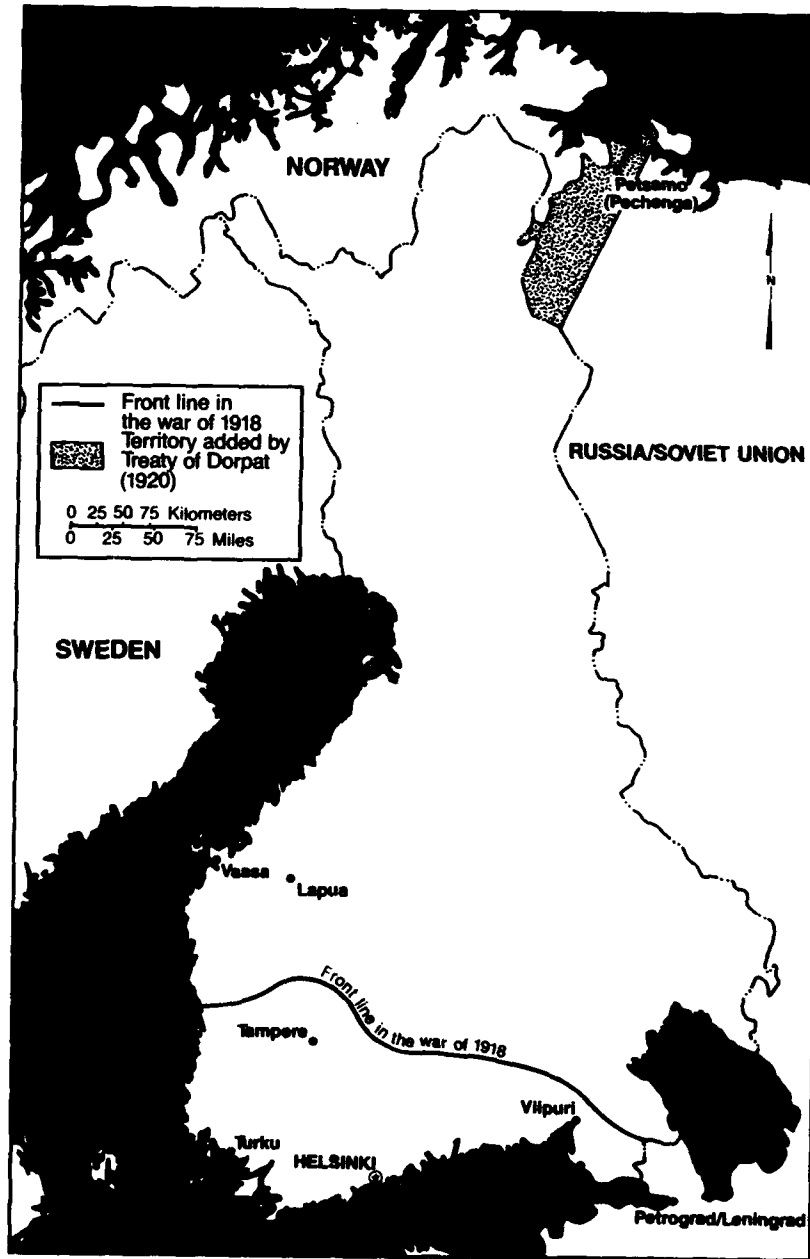 NORWAY
Petsamo
(Pechenga)
N
Front line in
the war of 1918
Territory added by
Treaty of Dorpat
(1920)
0 25 50 75 Kilometers
0 25 50 75 Miles
RUSSIA/SOVIET UNION
SWEDEN
Vaasa
Lapua
Front line in the war of 1918
Tampere
Viipuri
Turku
HELSINKI
Petrograd/Leningrad